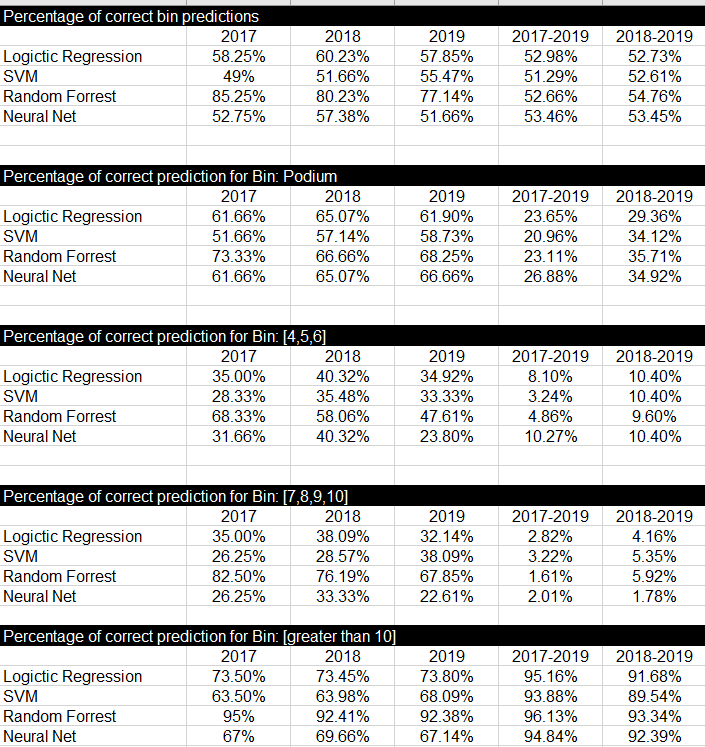 Percentage of correct bin predictions
2017 2018 2019 2017-2019 2018-2019
Logictic Regression 58.25% 60.23% 57.85% 52.98% 52.73%
SVM 49% 51.66% 55.47% 51.29% 52.61%
Random Forrest 85.25% 80.23% 77.14% 52.66% 54.76%
Neural Net 52.75% 57.38% 51.66% 53.46% 53.45%
Percentage of correct prediction for Bin: Podium
2017 2018 2019 2017-2019 2018-2019
Logictic Regression 61.66% 65.07% 61.90% 23.65% 29.36%
SVM 51.66% 57.14% 58.73% 20.96% 34.12%
Random Forrest 73.33% 66.66% 68.25% 23.11% 35.71%
Neural Net 61.66% 65.07% 66.66% 26.88% 34.92%
Percentage of correct prediction for Bin: [4,5,6]
2017 2018 2019 2017-2019 2018-2019
Logictic Regression 35.00% 40.32% 34.92% 8.10% 10.40%
SVM 28.33% 35.48% 33.33% 3.24% 10.40%
Random Forrest 68.33% 58.06% 47.61% 4.86% 9.60%
Neural Net 31.66% 40.32% 23.80% 10.27% 10.40%
Percentage of correct prediction for Bin: [7,8,9,10]
2017 2018 2019 2017-2019 2018-2019
Logictic Regression 35.00% 38.09% 32.14% 2.82% 4.16%
SVM 26.25% 28.57% 38.09% 3.22% 5.35%
Random Forrest 82.50% 76.19% 67.85% 1.61% 5.92%
Neural Net 26.25% 33.33% 22.61% 2.01% 1.78%
Percentage of correct prediction for Bin: [greater than 10]
2017 2018 2019 2017-2019 2018-2019
Logictic Regression 73.50% 73.45% 73.80% 95.16% 91.68%
SVM 63.50% 63.98% 68.09% 93.88% 89.54%
Random Forrest 95% 92.41% 92.38% 96.13% 93.34%
Neural Net 67% 69.66% 67.14% 94.84% 92.39%